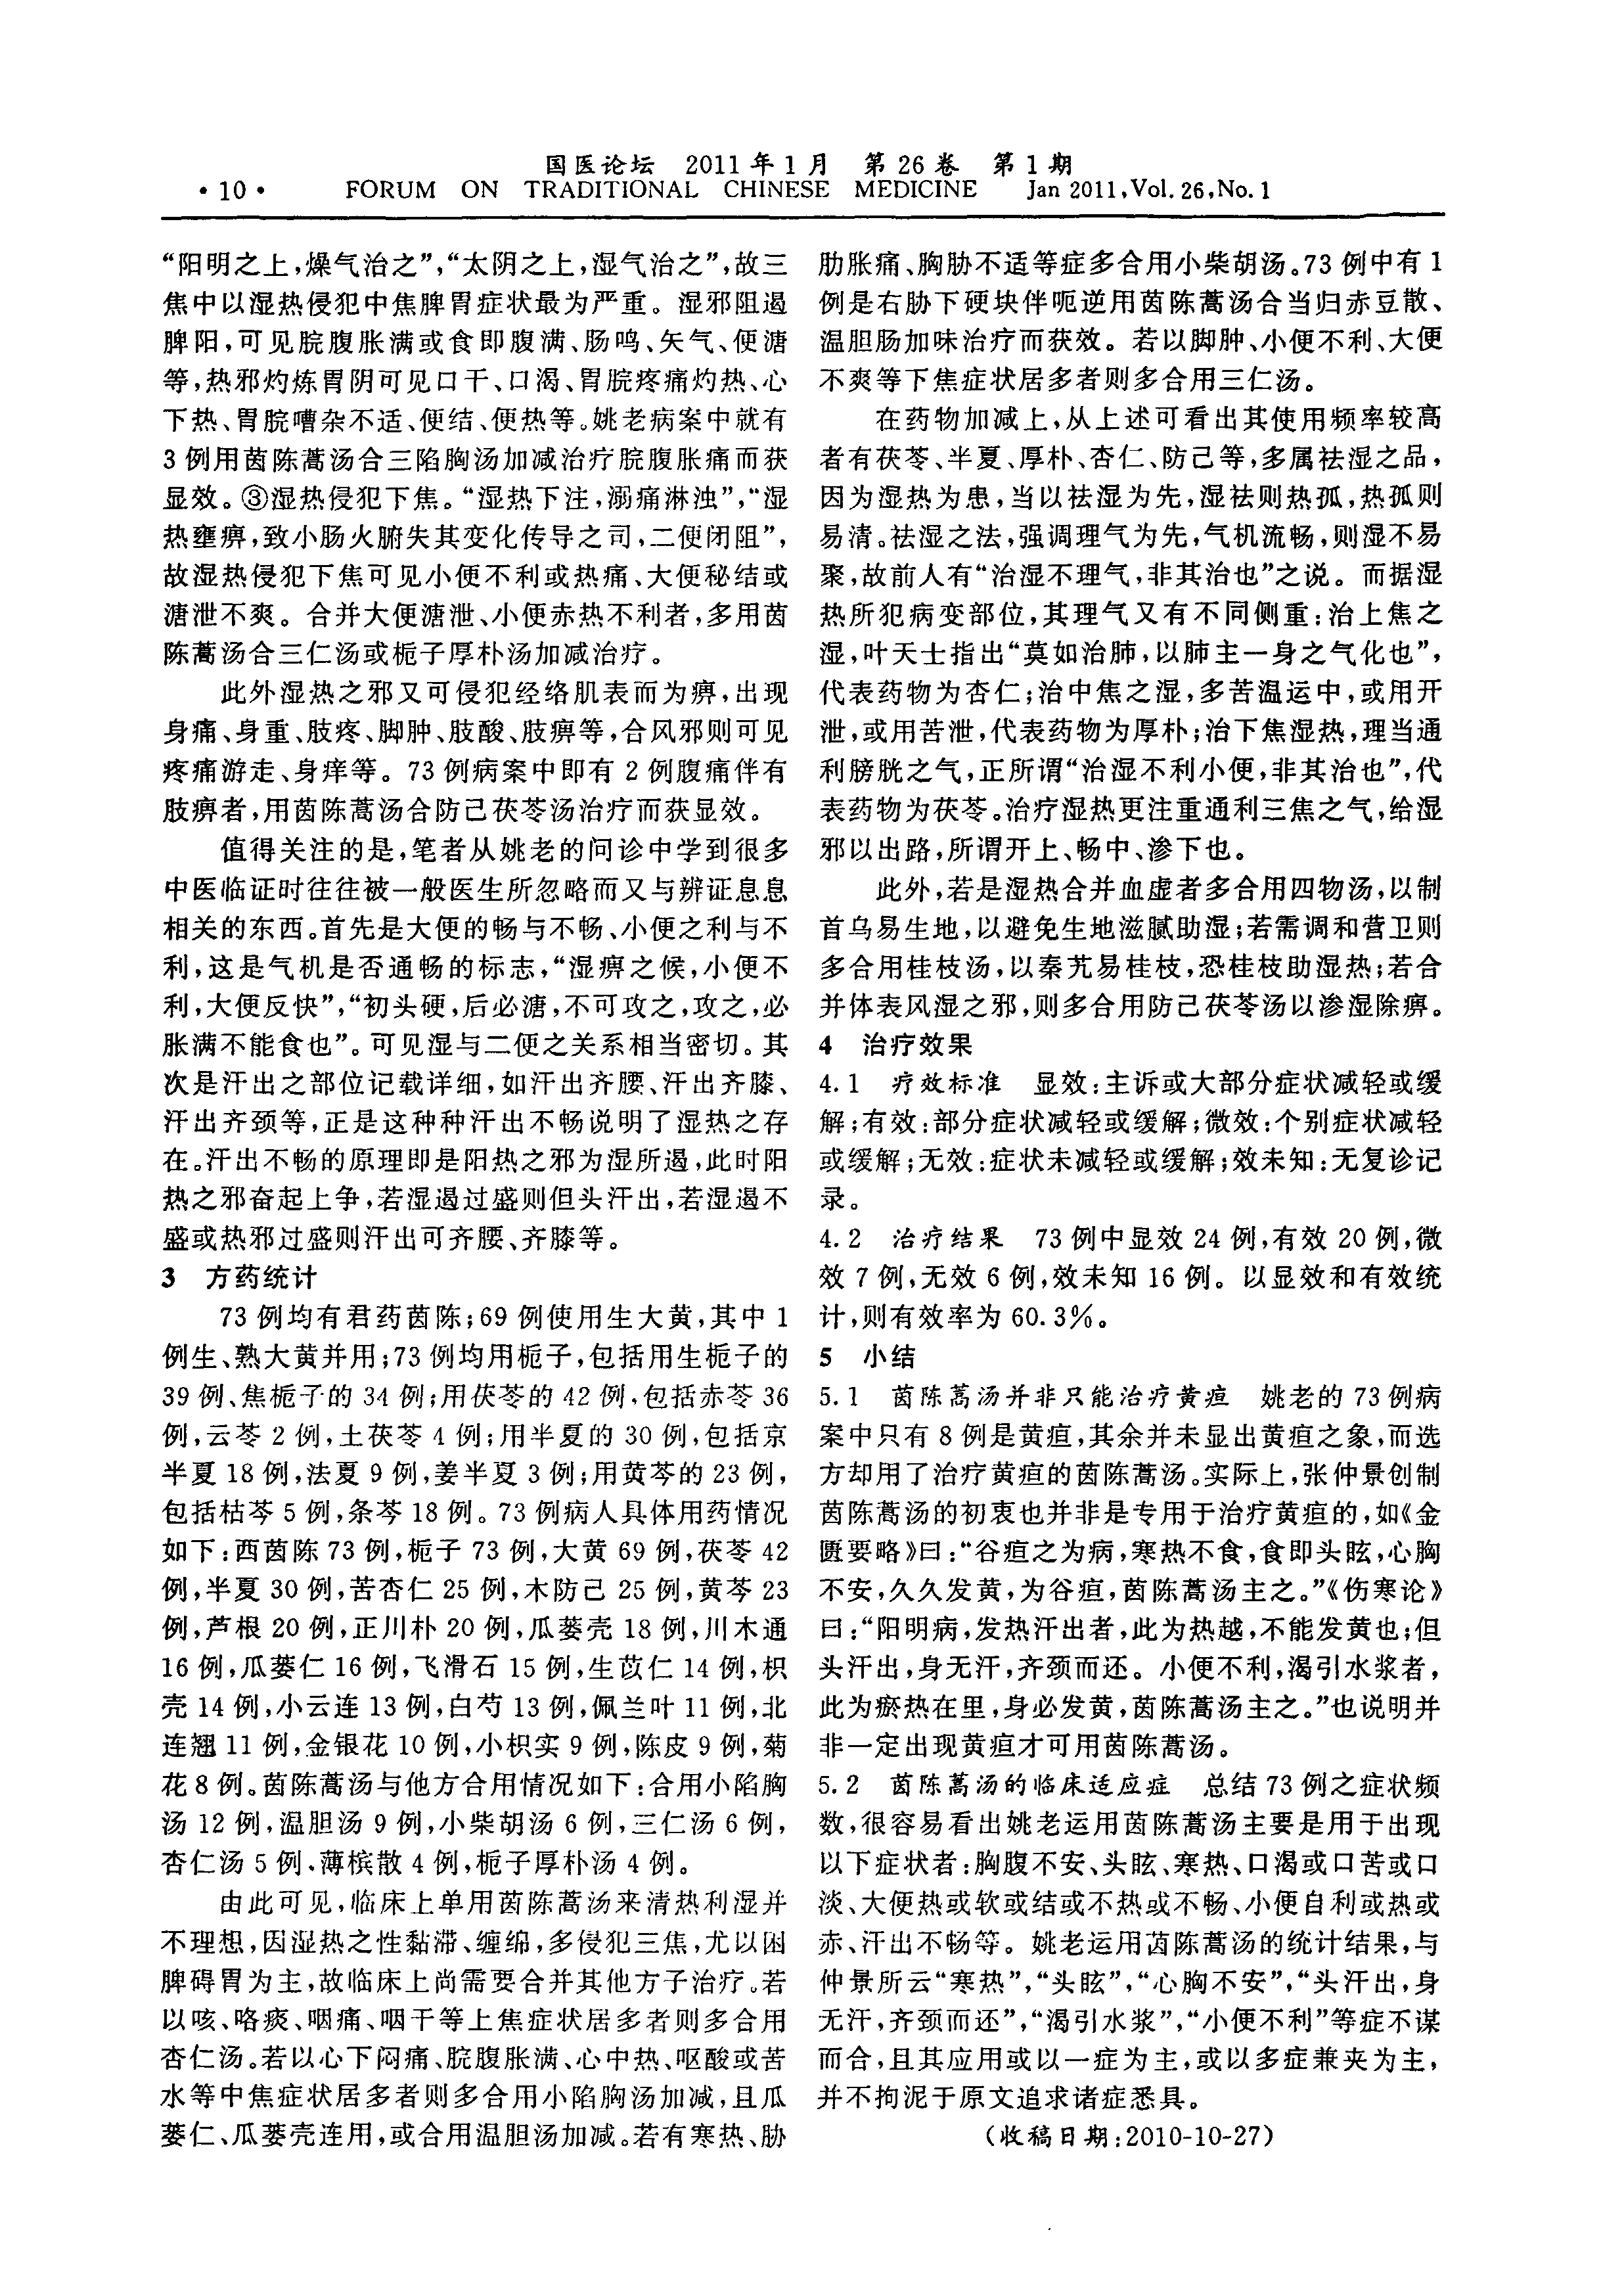 国医论坛 2011年1月 第26卷 第1期
·10· FORUM ON TRADITIONAL CHINESE MEDICINE Jan 2011,Vol.26,No.1
“阳明之上,燥气治之”,“太阴之上,湿气治之”,故三
焦中以湿热侵犯中焦脾胃症状最为严重。湿邪阻遏
脾阳,可见脘腹胀满或食即腹满、肠鸣、矢气、便溏
等,热邪灼炼胃阴可见口干、口渴、胃脘疼痛灼热、心
下热、胃脘嘈杂不适、便结、便热等。姚老病案中就有
3例用茵陈蒿汤合三陷胸汤加减治疗脘腹胀痛而获
显效。③湿热侵犯下焦。“湿热下注,溺痛淋浊”,“湿
热壅痹,致小肠火腑失其变化传导之司,二便闭阻”,
故湿热侵犯下焦可见小便不利或热痛、大便秘结或
溏泄不爽。合并大便溏泄、小便赤热不利者,多用茵
陈蒿汤合三仁汤或栀子厚朴汤加减治疗。
此外湿热之邪又可侵犯经络肌表而为痹,出现
身痛、身重、肢疼、脚肿、肢酸、肢痹等,合风邪则可见
疼痛游走、身痒等。73例病案中即有2例腹痛伴有
肢痹者,用茵陈蒿汤合防己茯苓汤治疗而获显效。
值得关注的是,笔者从姚老的问诊中学到很多
中医临证时往往被一般医生所忽略而又与辨证息息
相关的东西。首先是大便的畅与不畅、小便之利与不
利,这是气机是否通畅的标志,“湿痹之候,小便不
利,大便反快”,“初头硬,后必溏,不可攻之,攻之,必
胀满不能食也”。可见湿与二便之关系相当密切。其
次是汗出之部位记载详细,如汗出齐腰、汗出齐膝、
汗出齐颈等,正是这种种汗出不畅说明了湿热之存
在。汗出不畅的原理即是阳热之邪为湿所遏,此时阳
热之邪奋起上争,若湿遏过盛则但头汗出,若湿遏不
盛或热邪过盛则汗出可齐腰、齐膝等。
3 方药统计
73例均有君药茵陈;69例使用生大黄,其中1
例生、熟大黄并用;73例均用栀子,包括用生栀子的
39例、焦栀子的34例;用茯苓的42例,包括赤苓36
例,云苓2例,土茯苓4例;用半夏的30例,包括京
半夏18例,法夏9例,姜半夏3例;用黄芩的23例,
包括枯芩5例,条芩18例。73例病人具体用药情况
如下:西茵陈73例,栀子73例,大黄69例,茯苓42
例,半夏30例,苦杏仁25例,木防己25例,黄芩23
例,芦根20例,正川朴20例,瓜蒌壳18例,川木通
16例,瓜蒌仁16例,飞滑石15例,生苡仁14例,枳
壳14例,小云连13例,白芍13例,佩兰叶11例,北
连翘11例,金银花10例,小枳实9例,陈皮9例,菊
花8例。茵陈蒿汤与他方合用情况如下:合用小陷胸
汤12例,温胆汤9例,小柴胡汤6例,三仁汤6例,
杏仁汤5例、薄槟散4例,栀子厚朴汤4例。
由此可见,临床上单用茵陈蒿汤来清热利湿并
不理想,因湿热之性黏滞、缠绵,多侵犯三焦,尤以困
脾碍胃为主,故临床上尚需要合并其他方子治疗。若
以咳、咯痰、咽痛、咽干等上焦症状居多者则多合用
杏仁汤。若以心下闷痛、脘腹胀满、心中热、呕酸或苦
水等中焦症状居多者则多合用小陷胸汤加减,且瓜
蒌仁、瓜蒌壳连用,或合用温胆汤加减。若有寒热、胁
肋胀痛、胸胁不适等症多合用小柴胡汤。73例中有1
例是右胁下硬块伴呃逆用茵陈蒿汤合当归赤豆散、
温胆肠加味治疗而获效。若以脚肿、小便不利、大便
不爽等下焦症状居多者则多合用三仁汤。
在药物加减上,从上述可看出其使用频率较高
者有茯苓、半夏、厚朴、杏仁、防己等,多属祛湿之品,
因为湿热为患,当以祛湿为先,湿祛则热孤,热孤则
易清。祛湿之法,强调理气为先,气机流畅,则湿不易
聚,故前人有“治湿不理气,非其治也”之说。而据湿
热所犯病变部位,其理气又有不同侧重:治上焦之
湿,叶天士指出“莫如治肺,以肺主一身之气化也”,
代表药物为杏仁;治中焦之湿,多苦温运中,或用开
泄,或用苦泄,代表药物为厚朴;治下焦湿热,理当通
利膀胱之气,正所谓“治湿不利小便,非其治也”,代
表药物为茯苓。治疗湿热更注重通利三焦之气,给湿
邪以出路,所谓开上、畅中、渗下也。
此外,若是湿热合并血虚者多合用四物汤,以制
首乌易生地,以避免生地滋腻助湿;若需调和营卫则
多合用桂枝汤,以秦艽易桂枝,恐桂枝助湿热;若合
并体表风湿之邪,则多合用防己茯苓汤以渗湿除痹。
4 治疗效果
4.1 疗效标准 显效:主诉或大部分症状减轻或缓
解;有效:部分症状减轻或缓解;微效:个别症状减轻
或缓解;无效:症状未减轻或缓解;效未知:无复诊记
录。
4.2 治疗结果 73例中显效24例,有效20例,微
效7例,无效6例,效未知16例。以显效和有效统
计,则有效率为60.3%。
5 小结
5.1 茵陈蒿汤并非只能治疗黄疸 姚老的73例病
案中只有8例是黄疸,其余并未显出黄疸之象,而选
方却用了治疗黄疸的茵陈蒿汤。实际上,张仲景创制
茵陈蒿汤的初衷也并非是专用于治疗黄疸的,如《金
匮要略》曰:“谷疸之为病,寒热不食,食即头眩,心胸
不安,久久发黄,为谷疸,茵陈蒿汤主之。”《伤寒论》
曰:“阳明病,发热汗出者,此为热越,不能发黄也;但
头汗出,身无汗,齐颈而还。小便不利,渴引水浆者,
此为瘀热在里,身必发黄,茵陈蒿汤主之。”也说明并
非一定出现黄疸才可用茵陈蒿汤。
5.2 茵陈蒿汤的临床适应症 总结73例之症状频
数,很容易看出姚老运用茵陈蒿汤主要是用于出现
以下症状者:胸腹不安、头眩、寒热、口渴或口苦或口
淡、大便热或软或结或不热或不畅、小便自利或热或
赤、汗出不畅等。姚老运用茵陈蒿汤的统计结果,与
仲景所云“寒热”,“头眩”,“心胸不安”,“头汗出,身
无汗,齐颈而还”,“渴引水浆”,“小便不利”等症不谋
而合,且其应用或以一症为主,或以多症兼夹为主,
并不拘泥于原文追求诸症悉具。
(收稿日期:2010-10-27)